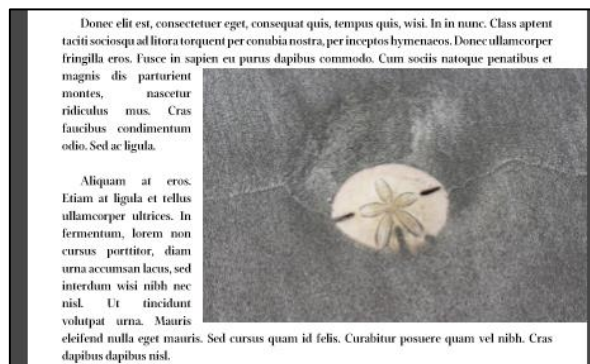 Donec elit est, consectetuer eget, consequat quis, tempus quis, wisi. In in nunc. Class aptent
taciti sociosqu ad litora torquent per conubia nostra, per inceptos hymenaeos. Donec ullamcorper
fringilla eros. Fusce in sapien eu purus dapibus commodo. Cum sociis natoque penatibus et
magnis dis parturient
montes, nascetur
ridiculus mus. Cras
faucibus condimentum
odio. Sed ac ligula.
Aliquam at eros.
Etiam at ligula et tellus
ullamcorper ultrices. In
fermentum, lorem non
cursus porttitor, diam
urna accumsan lacus, sed
interdum wisi nibh nec
nisl. Ut tincidunt
volutpat urna. Mauris
eleifend nulla eget mauris. Sed cursus quam id felis. Curabitur posuere quam vel nibh. Cras
dapibus dapibus nisl.